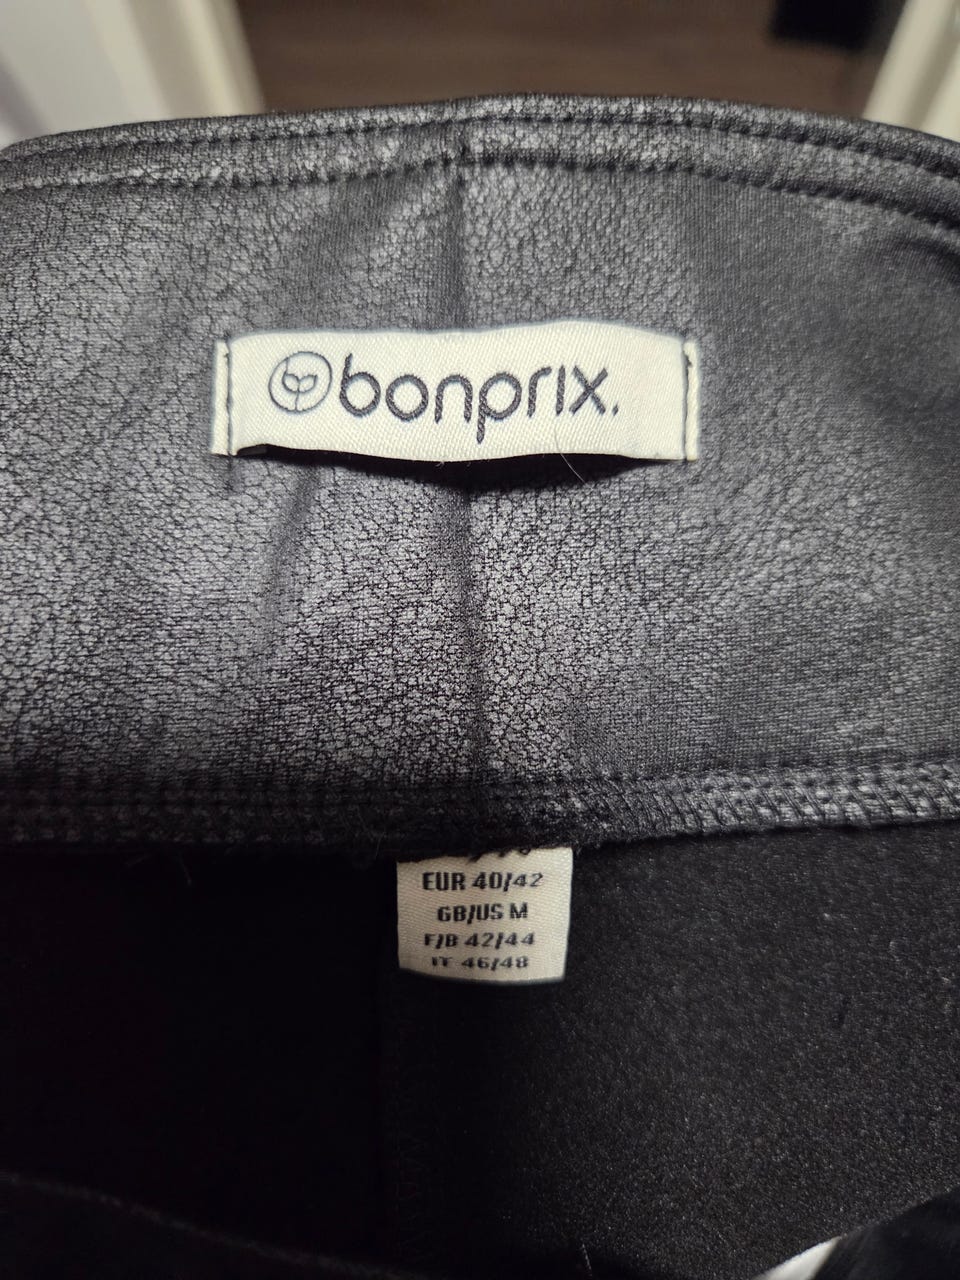 bonprix.
EUR 40/42
GB/US M
F/B 42/44
IT 46/48